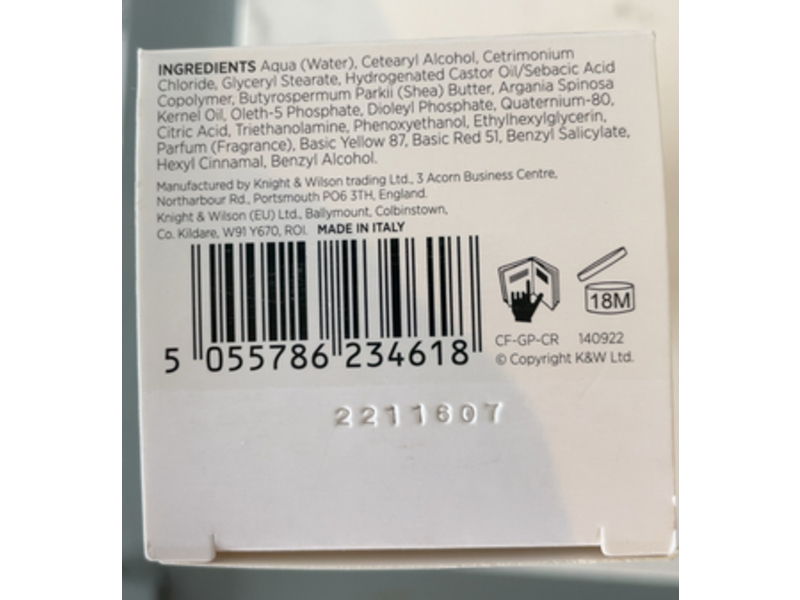 INGREDIENTS Aqua (Water), Cetearyl Alcohol, Cetrimonium
Chloride, Glyceryl Stearate, Hydrogenated Castor Oil/Sebacic Acid
Copolymer, Butyrospermum Parkii (Shea) Butter, Argania Spinosa
Kernel Oil, Oleth-5 Phosphate, Dioleyl Phosphate, Quaternium-80,
Citric Acid, Triethanolamine, Phenoxyethanol, Ethylhexylglycerin,
Parfum (Fragrance), Basic Yellow 87, Basic Red 51, Benzyl Salicylate,
Hexyl Cinnamal, Benzyl Alcohol.
Manufactured by Knight & Wilson trading Ltd., 3 Acorn Business Centre,
Northarbour Rd., Portsmouth PO6 3TH, England.
Knight & Wilson (EU) Ltd., Ballymount, Colbinstown,
Co. Kildare, W91 Y670, ROI. MADE IN ITALY
18M
CF-GP-CR 140922
© Copyright K&W Ltd.
5 055786 234618
2211607